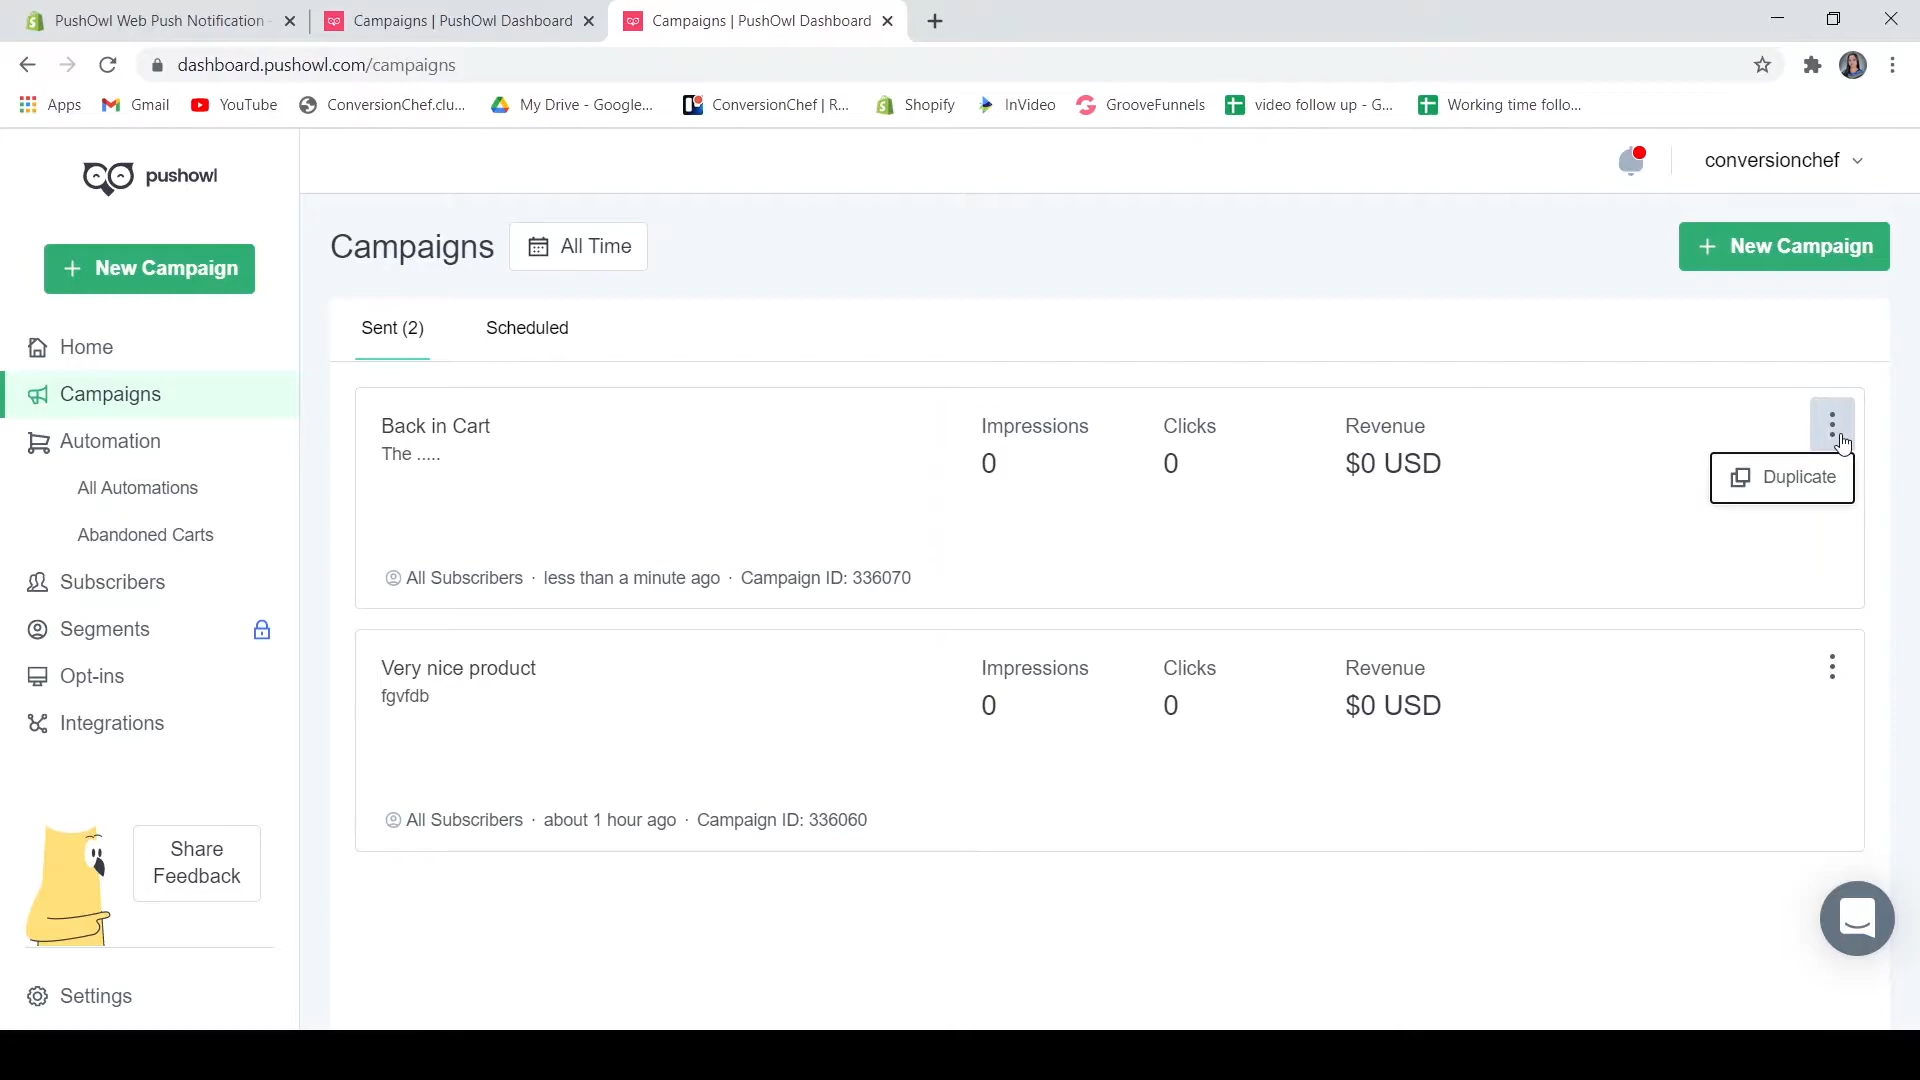 PushOwl Web Push Notification -
Campaigns | PushOwl Dashboard
Campaigns | PushOwl Dashboard
dashboard.pushowl.com/campaigns
Apps
Gmail
YouTube
ConversionChef.clu...
My Drive - Google...
ConversionChef | R...
Shopify
InVideo
GrooveFunnels
video follow up - G...
Working time follo...
pushowl
conversionchef
+ New Campaign
Home
Campaigns
Automation
All Automations
Abandoned Carts
Subscribers
Segments
Opt-ins
Integrations
Share
Feedback
Settings
Campaigns
All Time
+ New Campaign
Sent (2)
Scheduled
Back in Cart
The .....
Impressions
0
Clicks
0
Revenue
$0 USD
Duplicate
All Subscribers · less than a minute ago · Campaign ID: 336070
Very nice product
fgvfdb
Impressions
0
Clicks
0
Revenue
$0 USD
All Subscribers · about 1 hour ago · Campaign ID: 336060